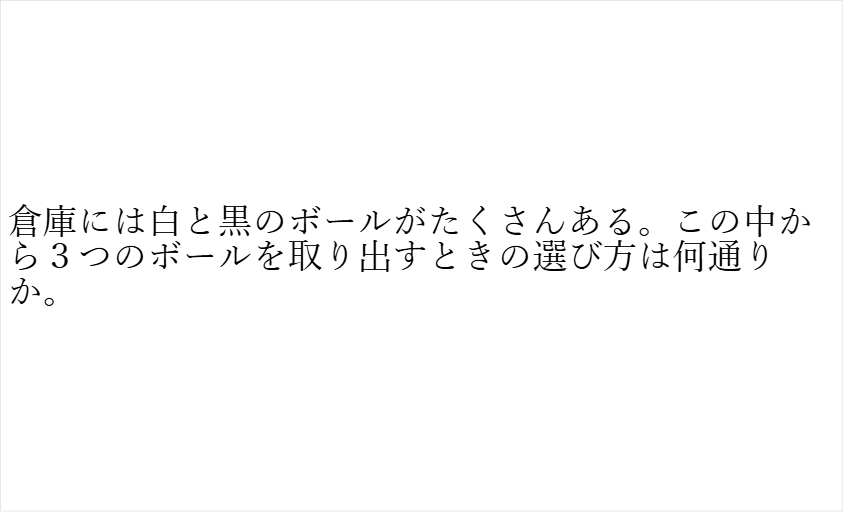 倉庫には白と黒のボールがたくさんある。この中か
ら３つのボールを取り出すときの選び方は何通り
か。